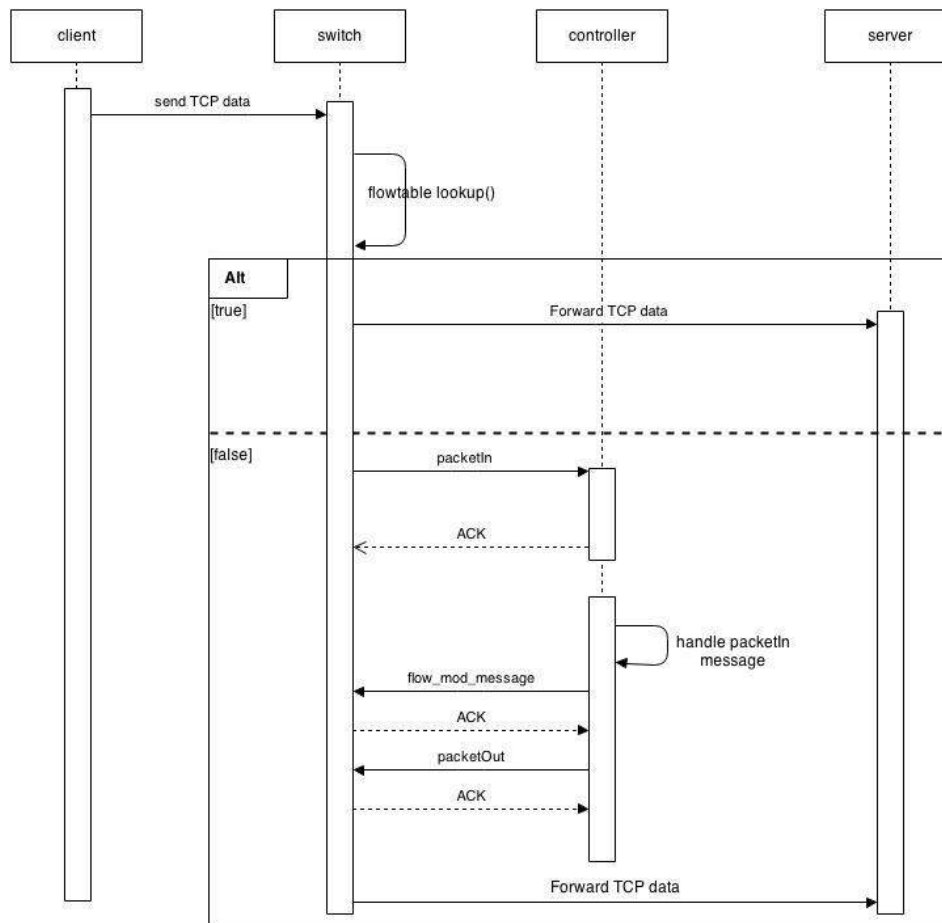 client
switch
controller
server
send TCP data
flowtable lookup()
Alt
[true]
Forward TCP data
[false]
packetIn
ACK
handle packetIn
message
flow_mod_message
ACK
packetOut
ACK
Forward TCP data